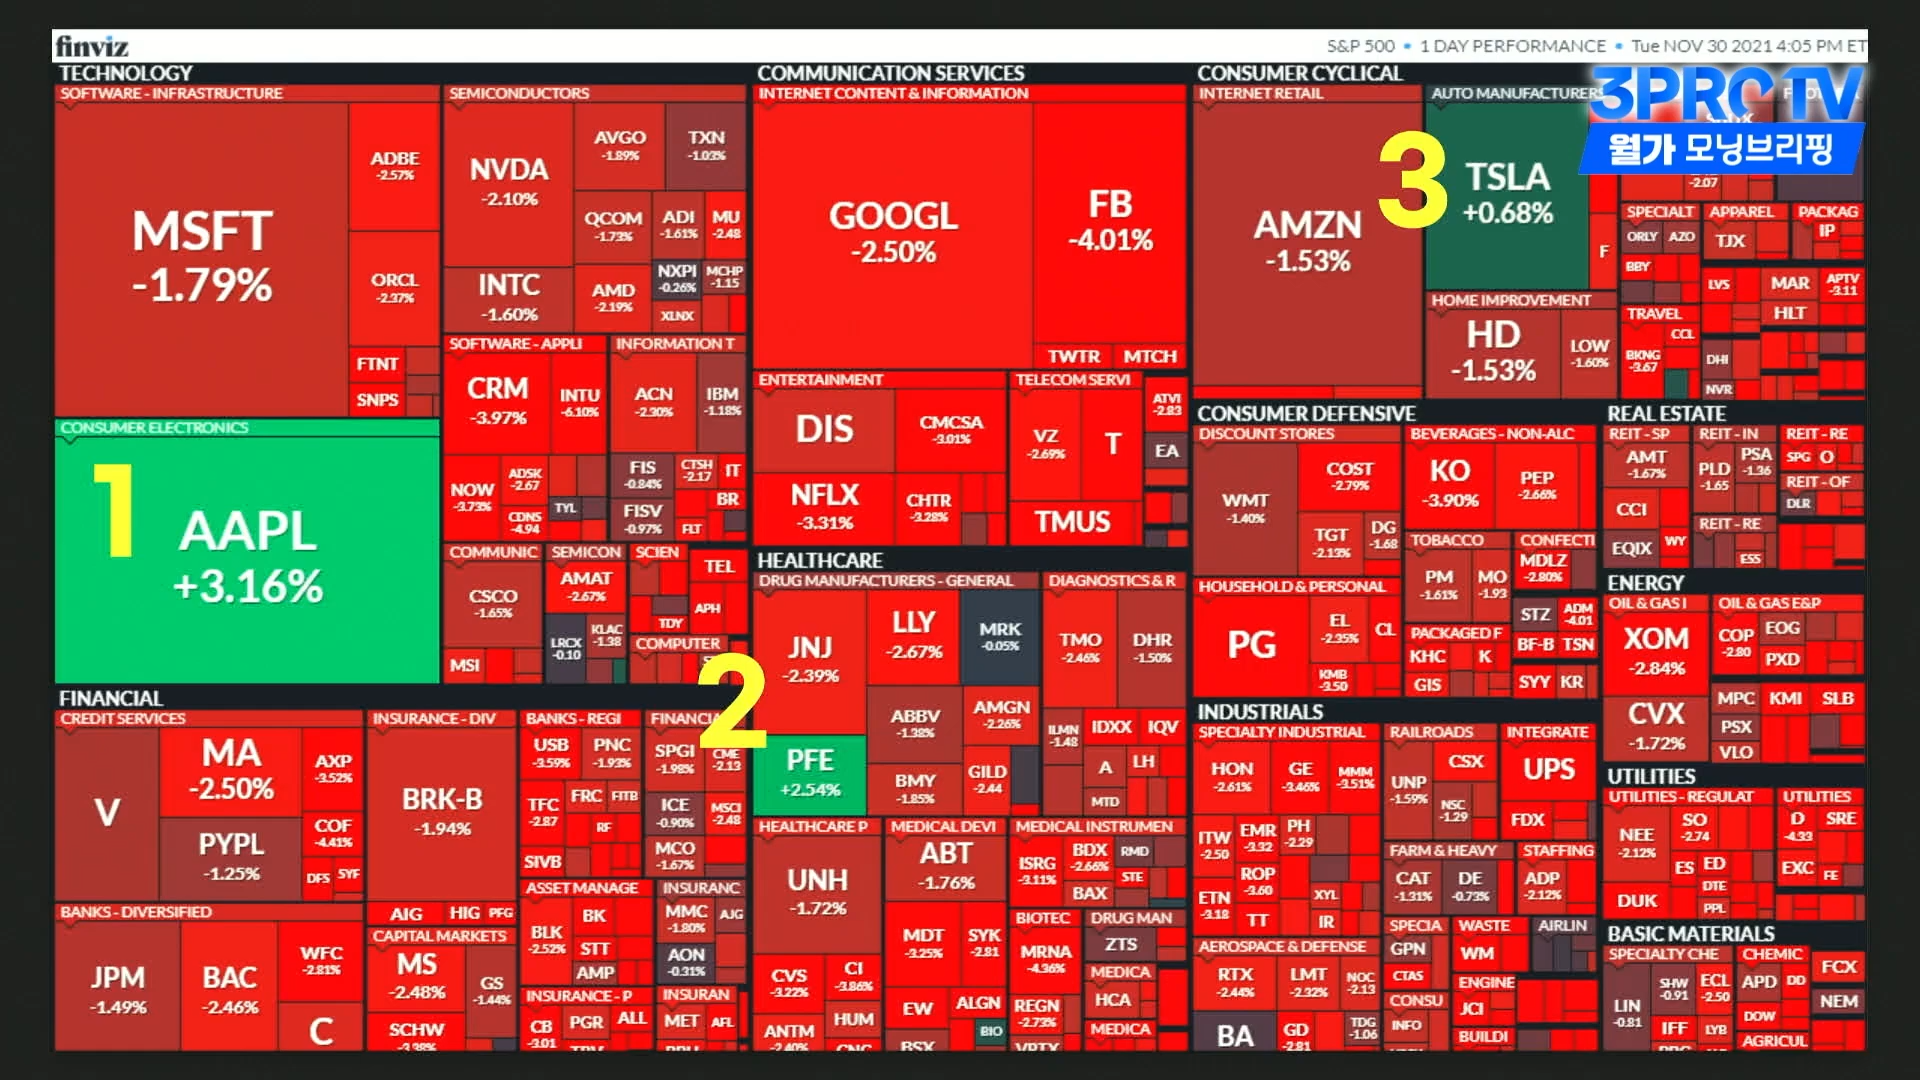 finviz
S&P 500 • 1 DAY PERFORMANCE • Tue NOV 30 2021 4:05 PM ET
3PRO TV
월가 모닝브리핑
TECHNOLOGY
SOFTWARE - INFRASTRUCTURE
MSFT
-1.79%
ADBE
-2.57%
ORCL
-2.37%
FTNT
SNPS
CONSUMER ELECTRONICS
1
AAPL
+3.16%
SEMICONDUCTORS
NVDA
-2.10%
AVGO
-1.89%
TXN
-1.03%
QCOM
-1.73%
ADI
-1.61%
MU
-2.48
INTC
-1.60%
AMD
-2.19%
NXPI
-0.26%
MCHP
-1.15
XLNX
SOFTWARE - APPLI
CRM
-3.97%
INTU
-6.10%
NOW
-3.73%
ADSK
-2.67
CDNS
-4.94
TYL
INFORMATION T
ACN
-2.30%
IBM
-1.18%
FIS
-0.84%
CTSH
-2.17
IT
FISV
-0.97%
BR
FLT
COMMUNIC
CSCO
-1.65%
MSI
SEMICON
AMAT
-2.67%
LRCX
-0.10
KLAC
-1.38
SCIEN
TEL
APH
TDY
COMPUTER
2
FINANCIAL
CREDIT SERVICES
V
MA
-2.50%
AXP
-3.52%
PYPL
-1.25%
COF
-4.41%
DFS
SYF
BANKS - DIVERSIFIED
JPM
-1.49%
BAC
-2.46%
WFC
-2.81%
C
INSURANCE - DIV
BRK-B
-1.94%
AIG
HIG
PFG
CAPITAL MARKETS
MS
-2.48%
GS
-1.44%
SCHW
-3.38%
BANKS - REGI
USB
-3.59%
PNC
-1.93%
TFC
-2.87
FRC
FITB
RF
SIVB
FINANCIA
SPGI
-1.98%
CME
-2.13
ICE
-0.90%
MSCI
-2.48
MCO
-1.67%
ASSET MANAGE
BLK
-2.52%
BK
STT
AMP
INSURANC
MMC
-1.80%
AJG
AON
-0.31%
INSURANCE - P
CB
-3.01
PGR
ALL
INSURAN
MET
AFL
COMMUNICATION SERVICES
INTERNET CONTENT & INFORMATION
GOOGL
-2.50%
FB
-4.01%
TWTR
MTCH
ENTERTAINMENT
DIS
CMCSA
-3.01%
NFLX
-3.31%
CHTR
-3.28%
TELECOM SERVI
VZ
-2.69%
T
TMUS
ATVI
-2.83
EA
HEALTHCARE
DRUG MANUFACTURERS - GENERAL
JNJ
-2.39%
LLY
-2.67%
MRK
-0.05%
PFE
+2.54%
ABBV
-1.38%
AMGN
-2.26%
BMY
-1.85%
GILD
-2.44
DIAGNOSTICS & R
TMO
-2.46%
DHR
-1.50%
ILMN
-1.48
IDXX
IQV
A
LH
MTD
HEALTHCARE P
UNH
-1.72%
CVS
-3.22%
CI
-3.86%
ANTM
-2.40%
HUM
CNC
MEDICAL DEVI
ABT
-1.76%
MDT
-3.25%
SYK
-2.81
EW
ALGN
BSX
BIO
MEDICAL INSTRUMEN
ISRG
-3.11%
BDX
-2.66%
RMD
STE
BAX
BIOTEC
MRNA
-4.36%
REGN
-2.73%
VRTX
DRUG MAN
ZTS
MEDICA
HCA
MEDICA
CONSUMER CYCLICAL
INTERNET RETAIL
AMZN
-1.53%
3
AUTO MANUFACTURERS
TSLA
+0.68%
F
HOME IMPROVEMENT
HD
-1.53%
LOW
-1.60%
-2.07
SPECIALT
ORLY
AZO
BBY
APPAREL
TJX
PACKAG
IP
TRAVEL
CCL
BKNG
-3.67
LVS
MAR
APTV
-3.11
HLT
DHI
NVR
CONSUMER DEFENSIVE
DISCOUNT STORES
WMT
-1.40%
COST
-2.79%
TGT
-2.13%
DG
-1.68
BEVERAGES - NON-ALC
KO
-3.90%
PEP
-2.66%
HOUSEHOLD & PERSONAL
PG
EL
-2.35%
CL
KMB
-3.50
TOBACCO
PM
-1.61%
MO
-1.93
CONFECTI
MDLZ
-2.80%
STZ
ADM
-4.01
PACKAGED F
KHC
K
GIS
BF-B
TSN
SYY
KR
INDUSTRIALS
SPECIALTY INDUSTRIAL
HON
-2.61%
GE
-3.46%
MMM
-3.51%
ITW
-2.50
EMR
-3.32
PH
-2.29
ROP
-3.60
ETN
-3.18
TT
XYL
IR
RAILROADS
UNP
-1.59%
CSX
NSC
-1.29
INTEGRATE
UPS
FDX
FARM & HEAVY
CAT
-1.31%
DE
-0.73%
STAFFING
ADP
-2.12%
AEROSPACE & DEFENSE
RTX
-2.44%
LMT
-2.32%
NOC
-2.13
BA
GD
-2.81
TDG
-1.06
SPECIA
GPN
CTAS
WASTE
WM
AIRLIN
CONSU
INFO
ENGINE
JCI
BUILDI
REAL ESTATE
REIT - SP
AMT
-1.67%
CCI
EQIX
WY
REIT - IN
PLD
-1.65
PSA
-1.36
REIT - RE
SPG
O
REIT - OF
DLR
REIT - RE
ESS
ENERGY
OIL & GAS I
XOM
-2.84%
CVX
-1.72%
OIL & GAS E&P
COP
-2.80
EOG
PXD
MPC
KMI
SLB
PSX
VLO
UTILITIES
UTILITIES - REGULAT
NEE
-2.12%
SO
-2.74
ES
ED
DTE
DUK
PPL
UTILITIES
D
-4.33
SRE
EXC
FE
BASIC MATERIALS
SPECIALTY CHE
LIN
-0.81
SHW
-0.91
ECL
-2.50
IFF
LYB
CHEMIC
APD
DD
DOW
AGRICUL
FCX
NEM